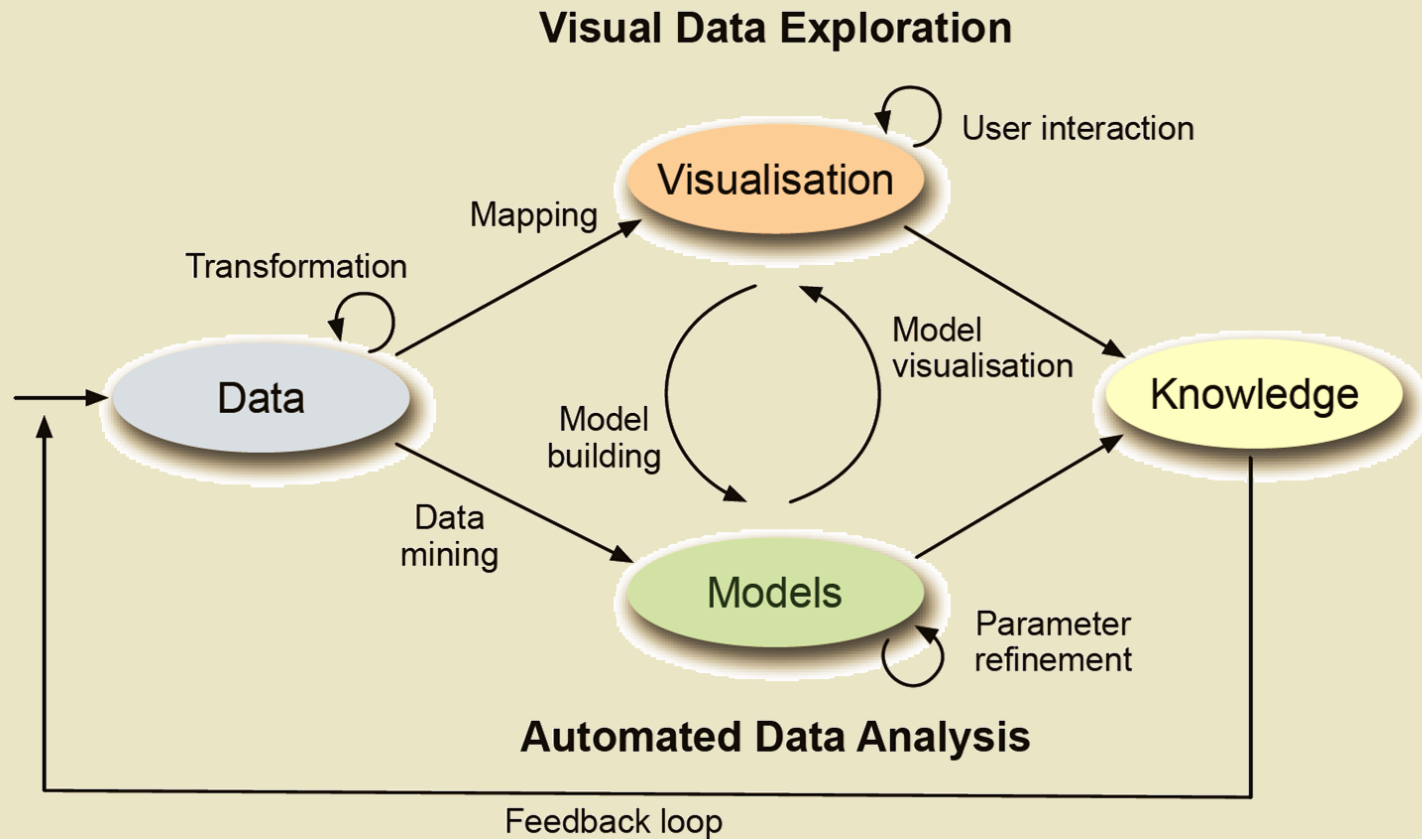 Visual Data Exploration
User interaction
Visualisation
Mapping
Transformation
Model
visualisation
Data
Knowledge
Model
building
Data
mining
Models
Parameter
refinement
Automated Data Analysis
Feedback loop